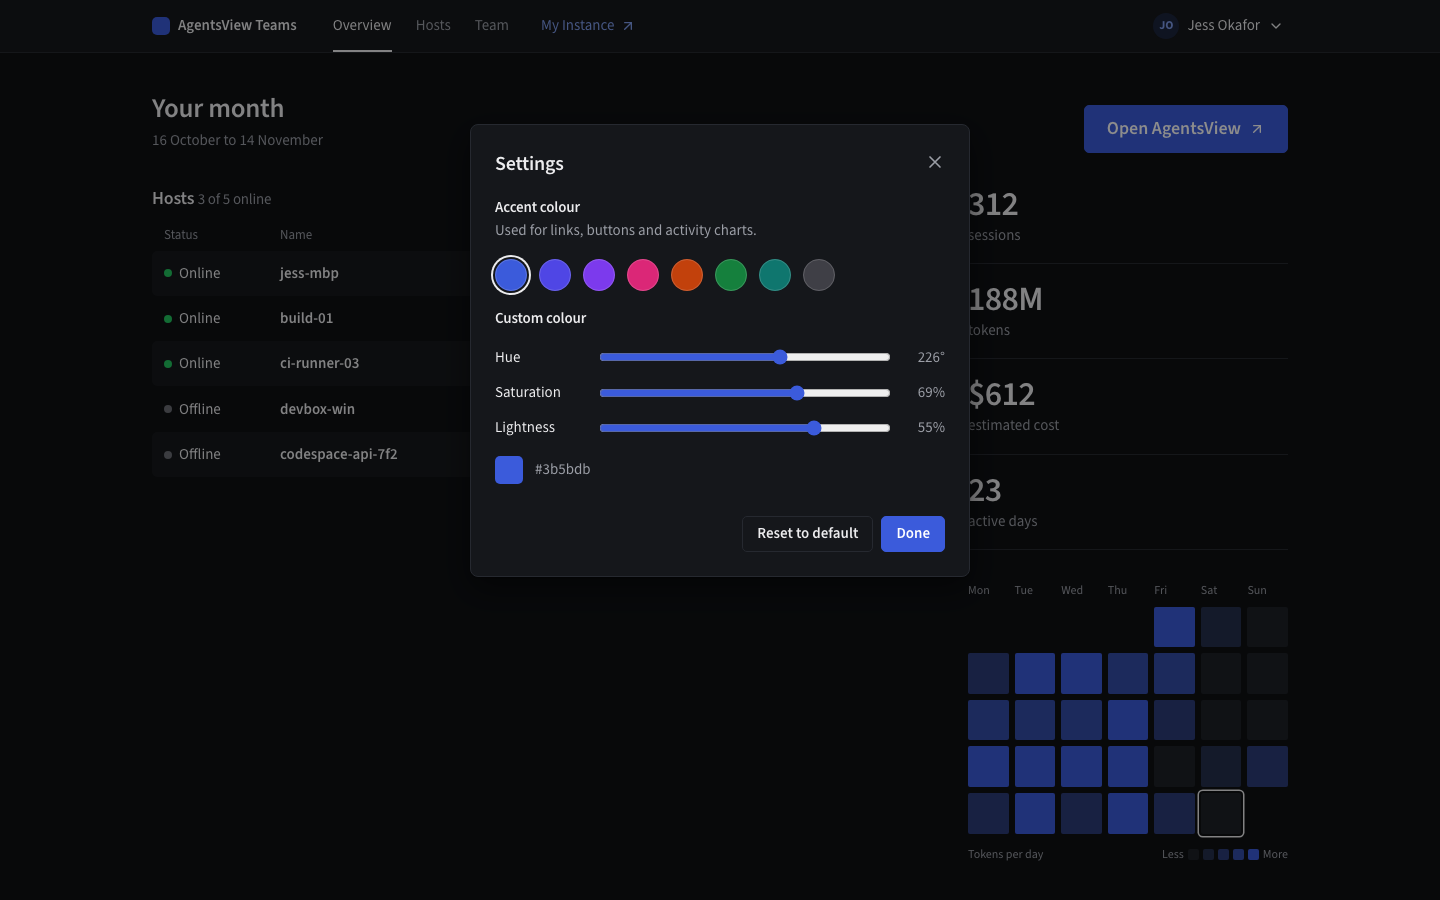 AgentsView Teams
Overview
Hosts
Team
My Instance
JO
Jess Okafor
Your month
16 October to 14 November
Open AgentsView
Hosts 3 of 5 online
Status Name
Online jess-mbp
Online build-01
Online ci-runner-03
Offline devbox-win
Offline codespace-api-7f2
Settings
Accent colour
Used for links, buttons and activity charts.
Custom colour
Hue 226°
Saturation 69%
Lightness 55%
#3b5bdb
Reset to default
Done
312
sessions
188M
tokens
$612
estimated cost
23
active days
Mon Tue Wed Thu Fri Sat Sun
Tokens per day
Less More